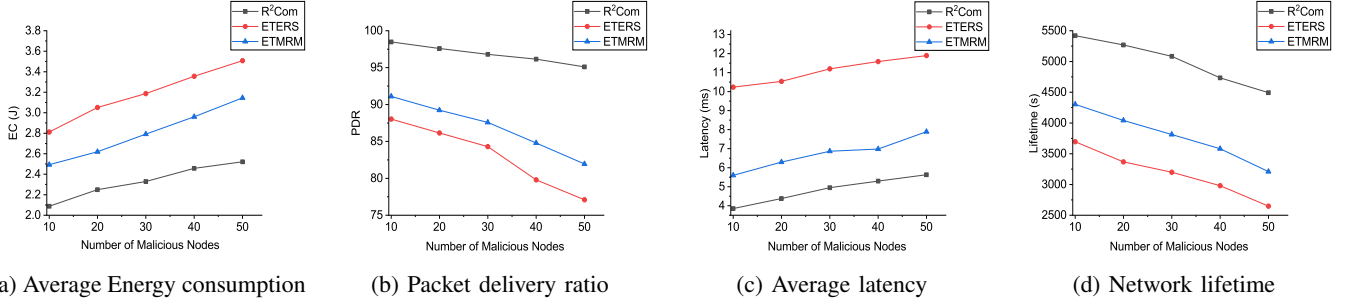 R²Com
ETERS
ETMRM
3.8
3.6
3.4
3.2
3.0
2.8
2.6
2.4
2.2
2.0
EC (J)
10 20 30 40 50
Number of Malicious Nodes
(a) Average Energy consumption
R²Com
ETERS
ETMRM
100
95
90
85
80
75
PDR
10 20 30 40 50
Number of Malicious Nodes
(b) Packet delivery ratio
R²Com
ETERS
ETMRM
13
12
11
10
9
8
7
6
5
4
Latency (ms)
10 20 30 40 50
Number of Malicious Nodes
(c) Average latency
R²Com
ETERS
ETMRM
5500
5000
4500
4000
3500
3000
2500
Lifetime (s)
10 20 30 40 50
Number of Malicious Nodes
(d) Network lifetime